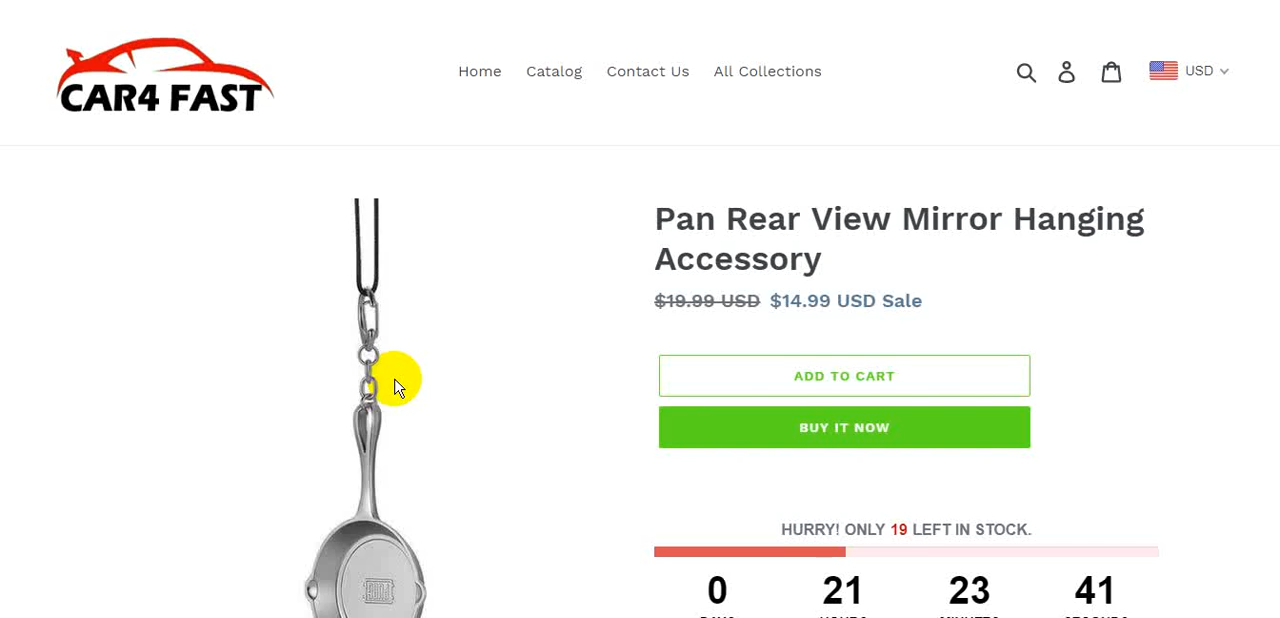 CAR4 FAST
Home Catalog Contact Us All Collections
USD
Pan Rear View Mirror Hanging
Accessory
$19.99 USD $14.99 USD Sale
ADD TO CART
BUY IT NOW
HURRY! ONLY 19 LEFT IN STOCK.
0 21 23 41